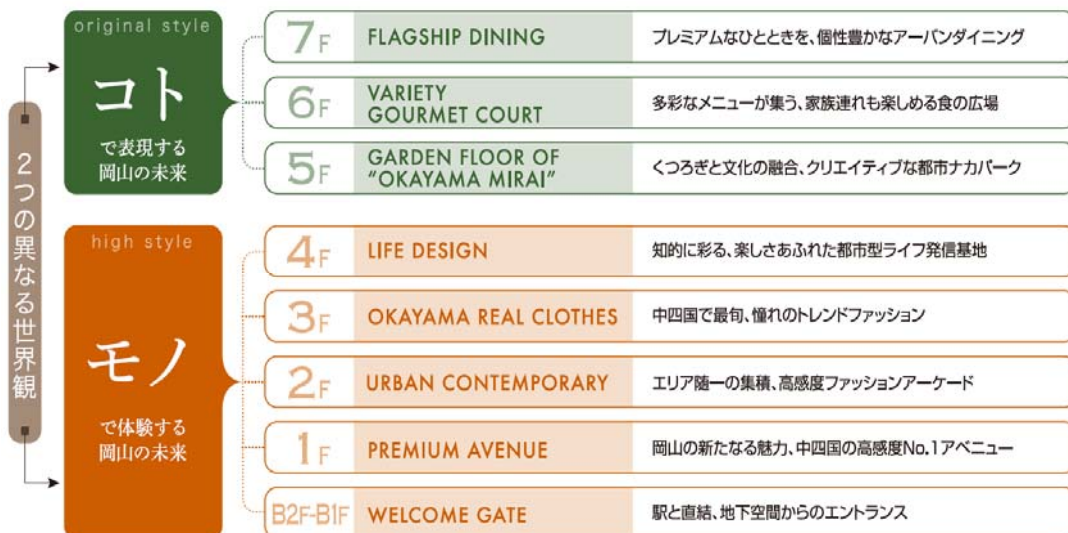 2つの異なる世界観
original style
コト
で表現する
岡山の未来
7F FLAGSHIP DINING プレミアムなひとときを、個性豊かなアーバンダイニング
6F VARIETY
GOURMET COURT 多彩なメニューが集う、家族連れも楽しめる食の広場
5F GARDEN FLOOR OF
“OKAYAMA MIRAI” くつろぎと文化の融合、クリエイティブな都市ナカパーク
high style
モノ
で体験する
岡山の未来
4F LIFE DESIGN 知的に彩る、楽しさあふれた都市型ライフ発信基地
3F OKAYAMA REAL CLOTHES 中四国で最旬、憧れのトレンドファッション
2F URBAN CONTEMPORARY エリア随一の集積、高感度ファッションアーケード
1F PREMIUM AVENUE 岡山の新たなる魅力、中四国の高感度No.1アベニュー
B2F-B1F WELCOME GATE 駅と直結、地下空間からのエントランス